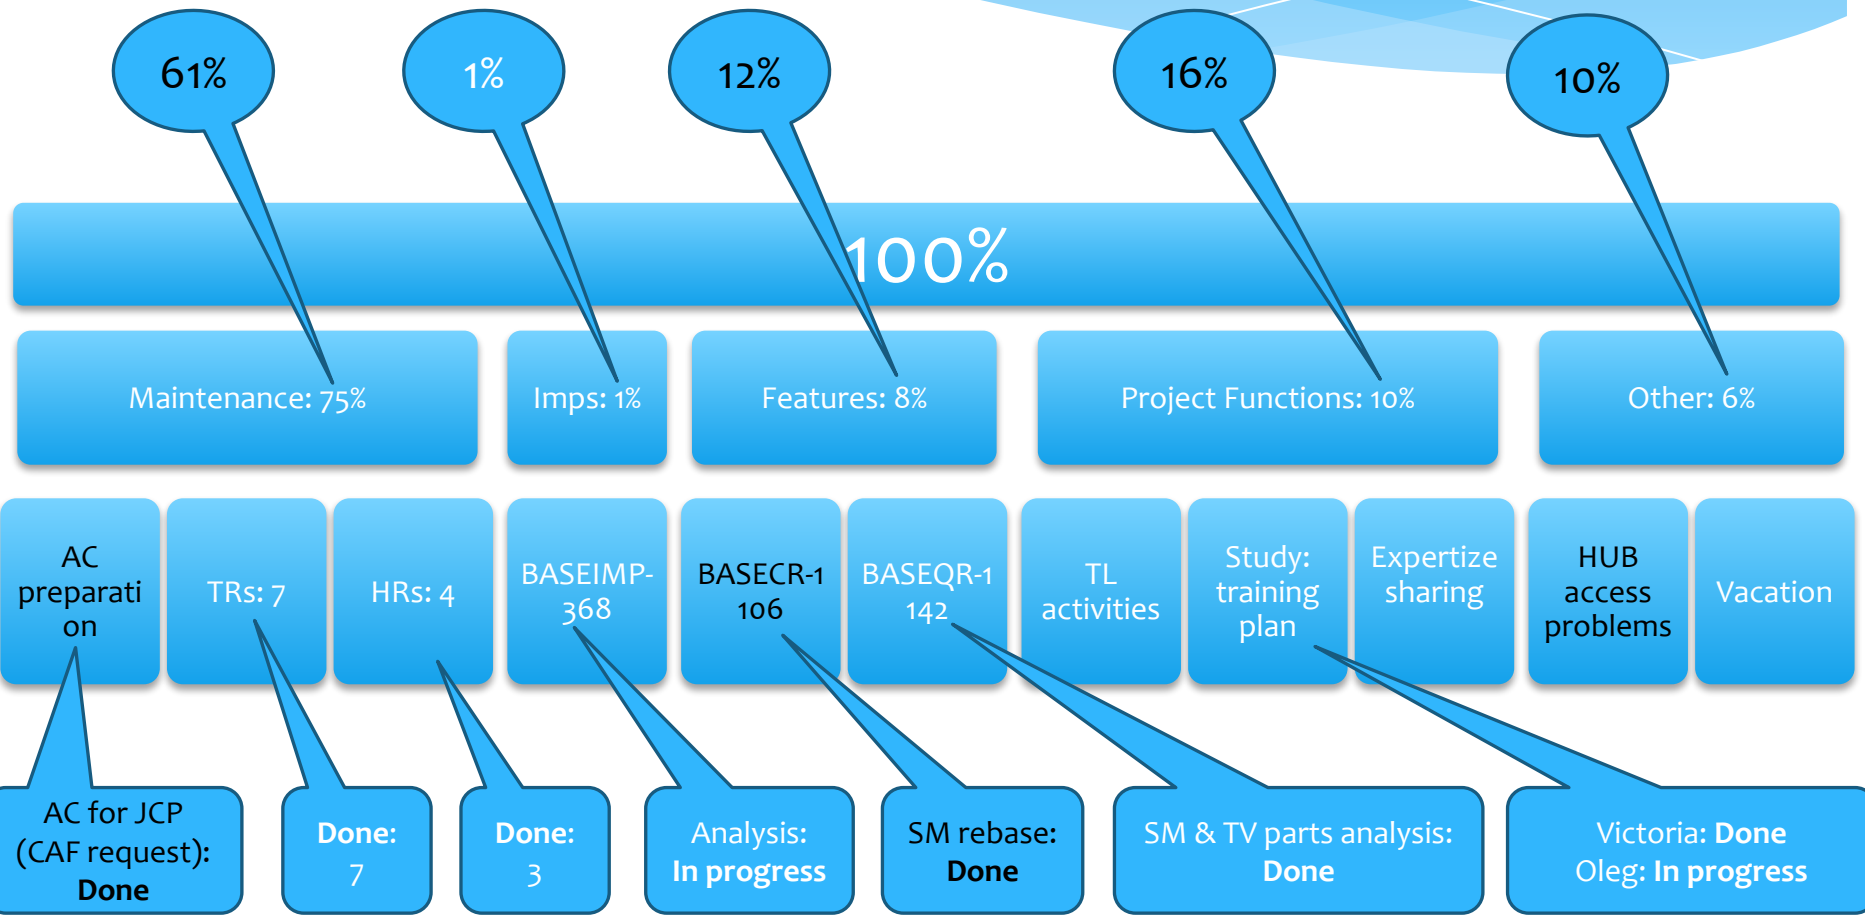 61%
1%
12%
16%
10%
100%
Maintenance: 75%
Imps: 1%
Features: 8%
Project Functions: 10%
Other: 6%
AC
preparati
on
TRs: 7
HRs: 4
BASEIMP-
368
BASECR-1
106
BASEQR-1
142
TL
activities
Study:
training
plan
Expertize
sharing
HUB
access
problems
Vacation
AC for JCP
(CAF request):
Done
Done:
7
Done:
3
Analysis:
In progress
SM rebase:
Done
SM & TV parts analysis:
Done
Victoria: Done
Oleg: In progress